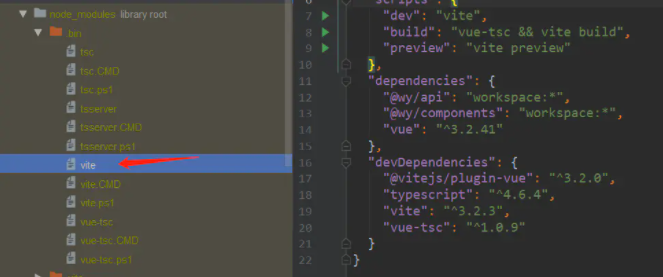 node_modules library root
.bin
tsc
tsc.CMD
tsc.ps1
tsserver
tsserver.CMD
tsserver.ps1
vite
vite.CMD
vite.ps1
vue-tsc
vue-tsc.CMD
vue-tsc.ps1
6 "scripts": {
7 "dev": "vite",
8 "build": "vue-tsc && vite build",
9 "preview": "vite preview"
10 },
11 "dependencies": {
12 "@wy/api": "workspace:*",
13 "@wy/components": "workspace:*",
14 "vue": "^3.2.41"
15 },
16 "devDependencies": {
17 "@vitejs/plugin-vue": "^3.2.0",
18 "typescript": "^4.6.4",
19 "vite": "^3.2.3",
20 "vue-tsc": "^1.0.9"
21 }
22 }